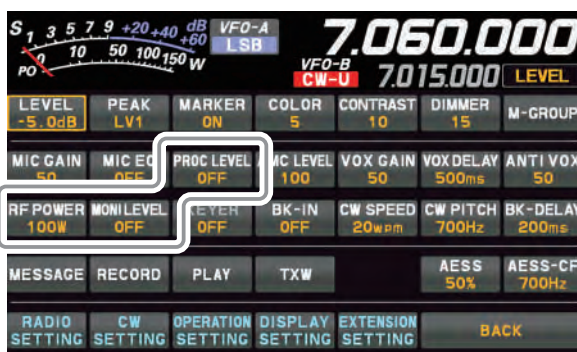 S 1 3 5 7 9 +20 +40 +60 dB VFO-A 7.060.000
LSB
PO 0 10 50 100 150 W VFO-B
CW-U 7.015.000 LEVEL
LEVEL PEAK MARKER COLOR CONTRAST DIMMER M-GROUP
-5.0dB LV1 ON 5 10 15
MIC GAIN MIC EQ PROC LEVEL MC LEVEL VOX GAIN VOX DELAY ANTI VOX
50 OFF OFF 100 50 500ms 50
RF POWER MONI LEVEL KEYER BK-IN CW SPEED CW PITCH BK-DELAY
100W OFF OFF OFF 20wpm 700Hz 200ms
MESSAGE RECORD PLAY TXW AESS AESS-CF
50% 700Hz
RADIO CW OPERATION DISPLAY EXTENSION BACK
SETTING SETTING SETTING SETTING SETTING